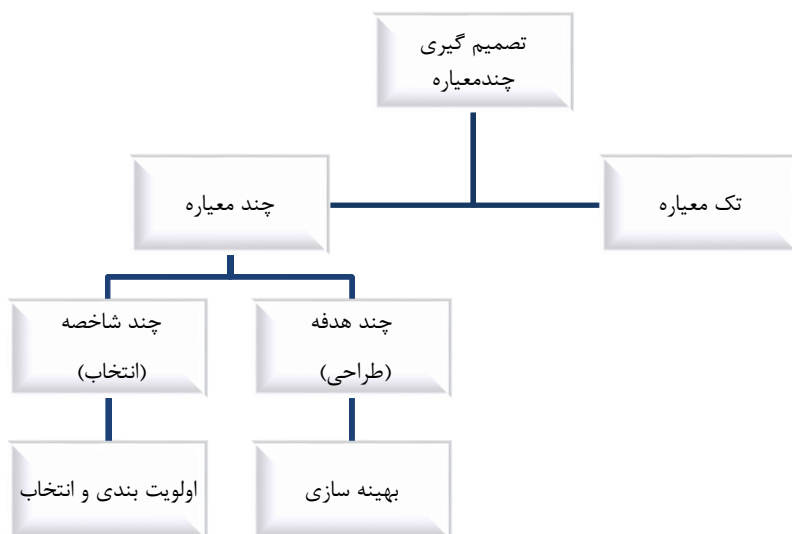 تصمیم گیری
چندمعیاره
تک معیاره
چند معیاره
چند هدفه
(طراحی)
چند شاخصه
(انتخاب)
بهینه سازی
اولویت بندی و انتخاب